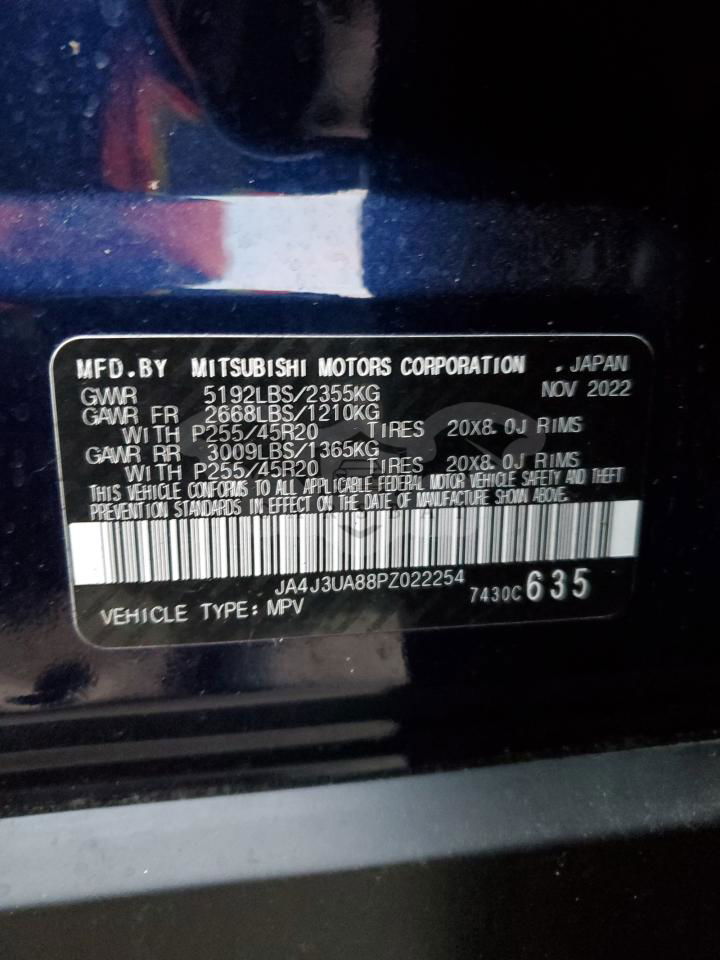 MFD.BY MITSUBISHI MOTORS CORPORATION . JAPAN
GWWR 5192LBS/2355KG NOV 2022
GAWR FR 2668LBS/1210KG
WITH P255/45R20 TIRES 20X8.0J RIMS
GAWR RR 3009LBS/1365KG
WITH P255/45R20 TIRES 20X8.0J RIMS
THIS VEHICLE CONFORMS TO ALL APPLICABLE FEDERAL MOTOR VEHICLE SAFETY AND THEFT
PREVENTION STANDARDS IN EFFECT ON THE DATE OF MANUFACTURE SHOWN ABOVE.
JA4J3UA88PZ022254
VEHICLE TYPE: MPV 7430C 635